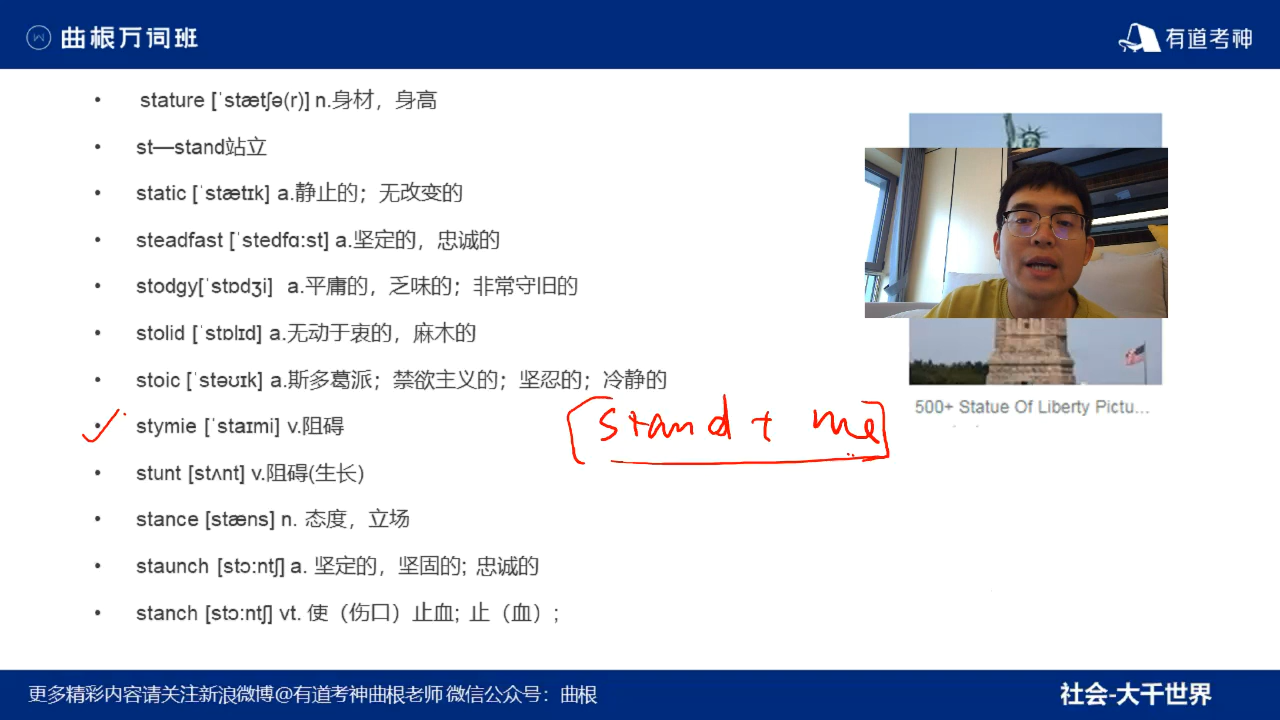 曲根万词班
有道考神
stature [ˈstætʃə(r)] n.身材，身高
st—stand站立
static [ˈstætɪk] a.静止的；无改变的
steadfast [ˈstedfɑːst] a.坚定的，忠诚的
stodgy[ˈstɒdʒi] a.平庸的，乏味的；非常守旧的
stolid [ˈstɒlɪd] a.无动于衷的，麻木的
stoic [ˈstəʊɪk] a.斯多葛派；禁欲主义的；坚忍的；冷静的
500+ Statue Of Liberty Pictu...
stymie [ˈstaɪmi] v.阻碍
stand + me
stunt [stʌnt] v.阻碍(生长)
stance [stæns] n. 态度，立场
staunch [stɔːntʃ] a. 坚定的，坚固的; 忠诚的
stanch [stɔːntʃ] vt. 使（伤口）止血; 止（血）;
更多精彩内容请关注新浪微博@有道考神曲根老师 微信公众号：曲根
社会-大千世界